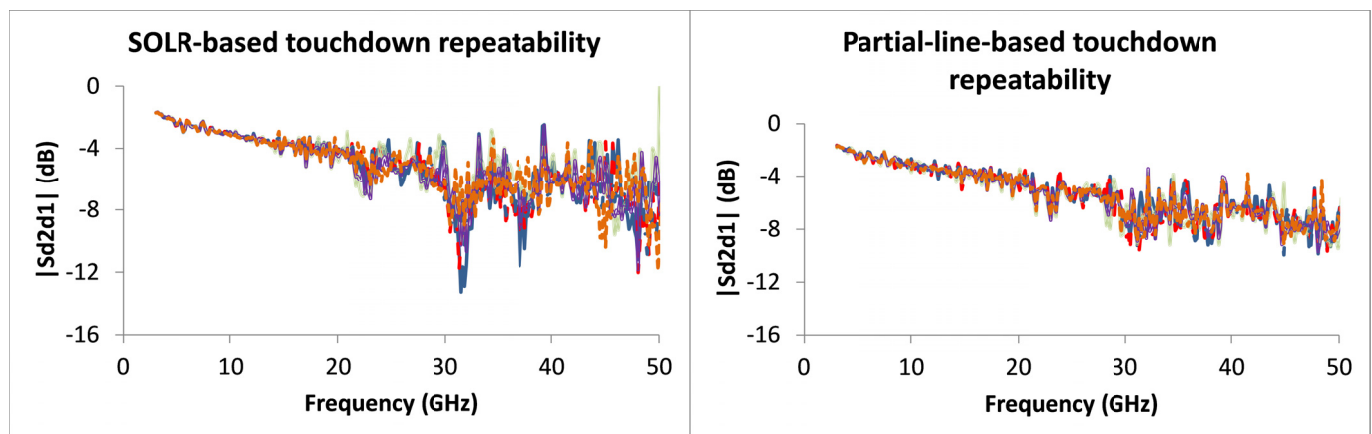 SOLR-based touchdown repeatability
0
-4
-8
-12
-16
|Sd2d1| (dB)
0 10 20 30 40 50
Frequency (GHz)
Partial-line-based touchdown
repeatability
0
-4
-8
-12
-16
|Sd2d1| (dB)
0 10 20 30 40 50
Frequency (GHz)